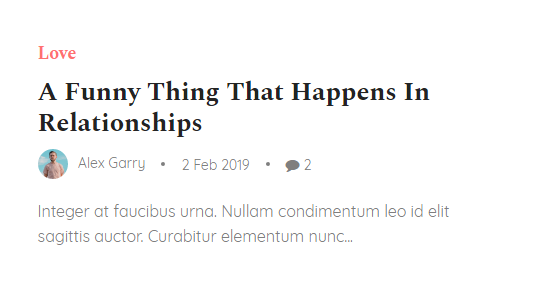 Love
A Funny Thing That Happens In
Relationships
Alex Garry • 2 Feb 2019 • 2
Integer at faucibus urna. Nullam condimentum leo id elit
sagittis auctor. Curabitur elementum nunc...